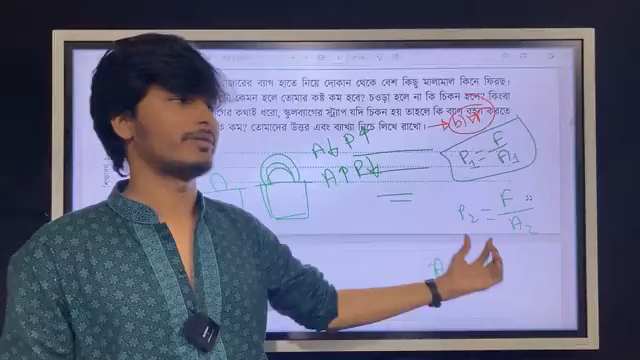 জারের ব্যাগ হাতে নিয়ে দোকান থেকে বেশ কিছু মালামাল কিনে ফিরছ।
কেমন হলে তোমার কষ্ট কম হবে? চওড়া হলে না কি চিকন হলে? কিংবা
গের কথাই ধরো, স্কুলব্যাগের স্ট্র্যাপ যদি চিকন হয় তাহলে কি ব্যাগ বহন করতে
কম? তোমাদের উত্তর এবং ব্যাখ্যা নিচে লিখে রাখো।
A↓ P↑
A↑ P↓
P₁ = F/A₁
P₂ = F/A₂